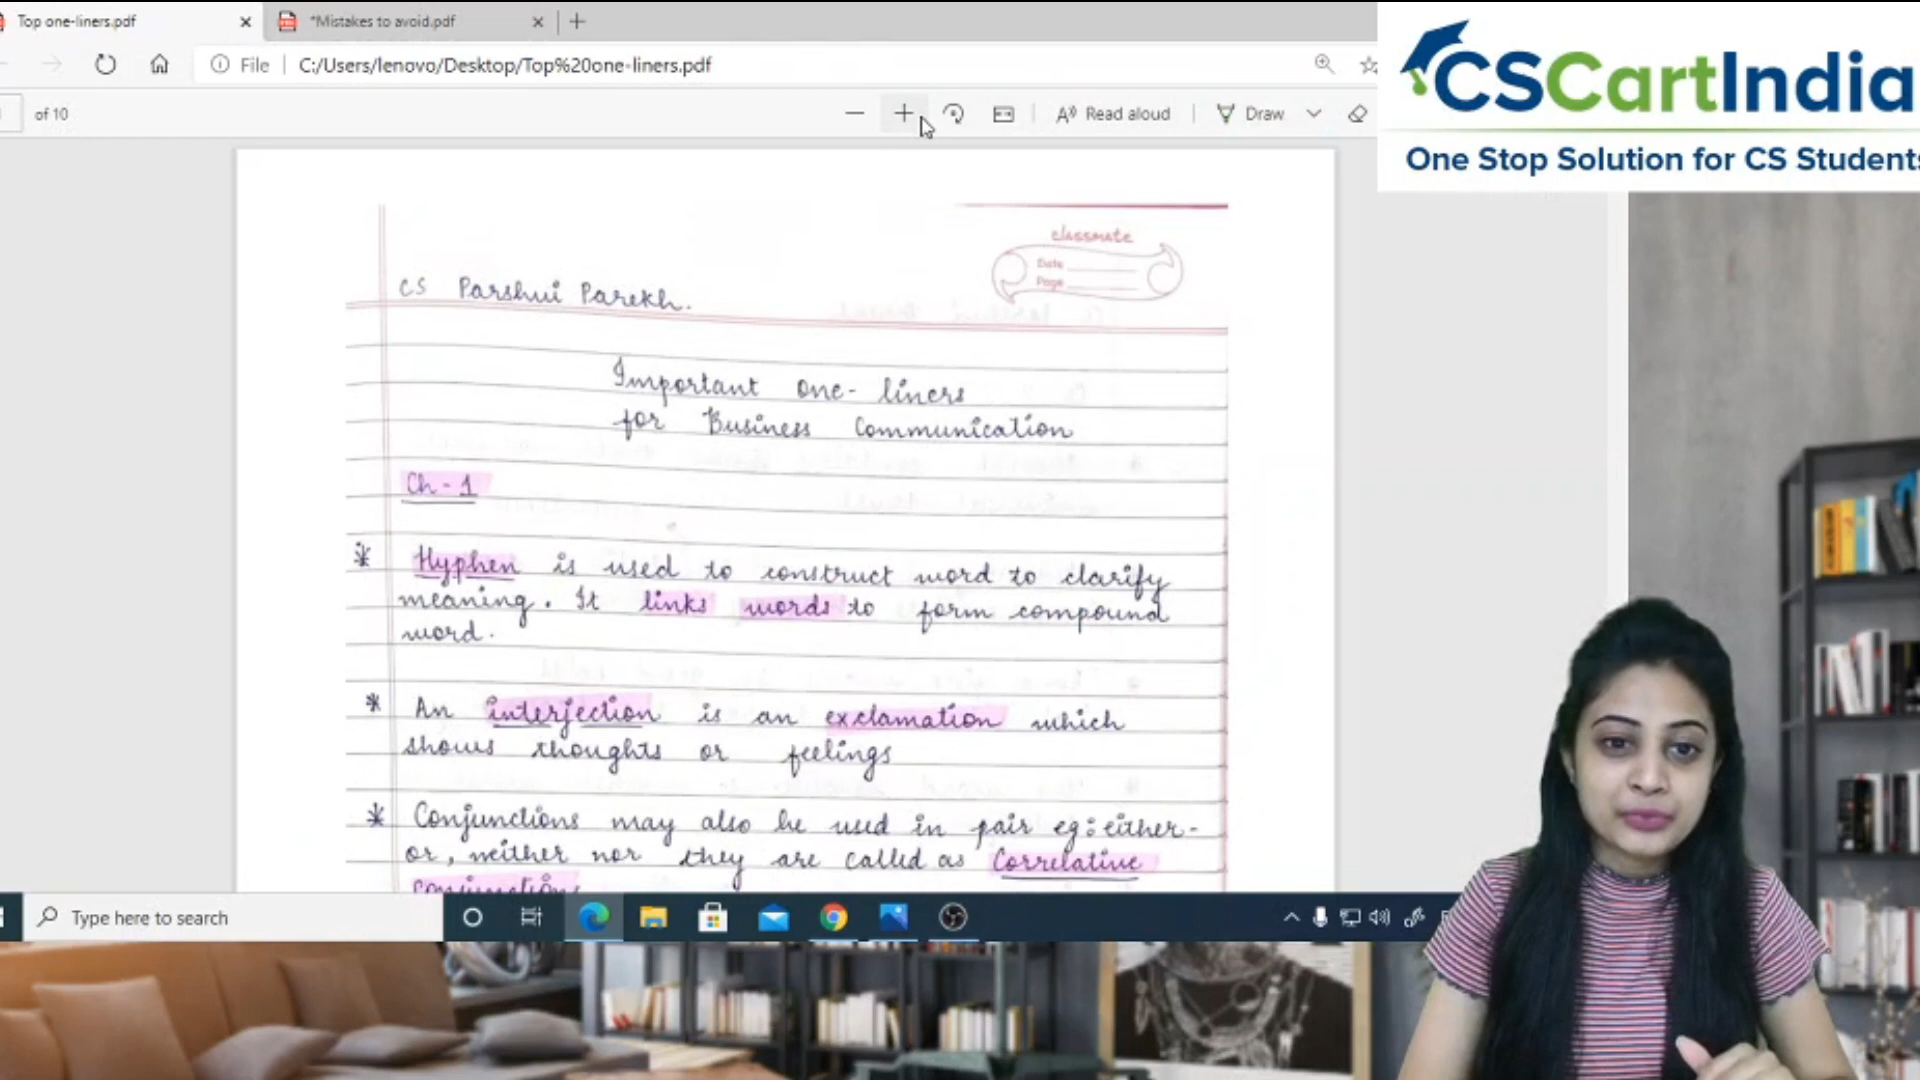 Top one-liners.pdf
*Mistakes to avoid.pdf
File
C:/Users/lenovo/Desktop/Top%20one-liners.pdf
of 10
Read aloud
Draw
CSCartIndia
One Stop Solution for CS Students
classmate
Date
Page
CS Parshui Parekh.
Important one-liners
for Business Communication
Ch-1
* Hyphen is used to construct word to clarify
meaning. It links words to form compound
word.
* An interjection is an exclamation which
shows thoughts or feelings
* Conjunctions may also be used in pair eg: either-
or, neither nor they are called as Correlative
conjunctions
Type here to search